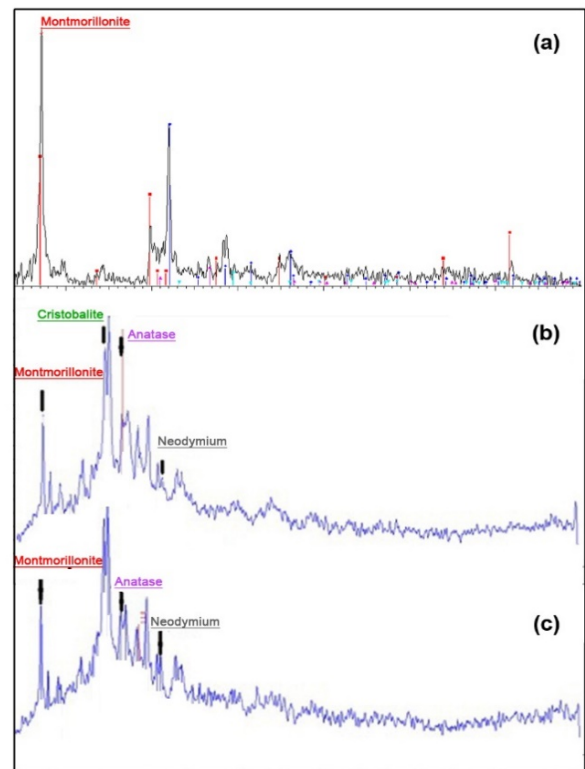 Montmorillonite
(a)
Cristobalite
(b)
Anatase
Montmorillonite
Neodymium
Montmorillonite
Anatase
Neodymium
(c)